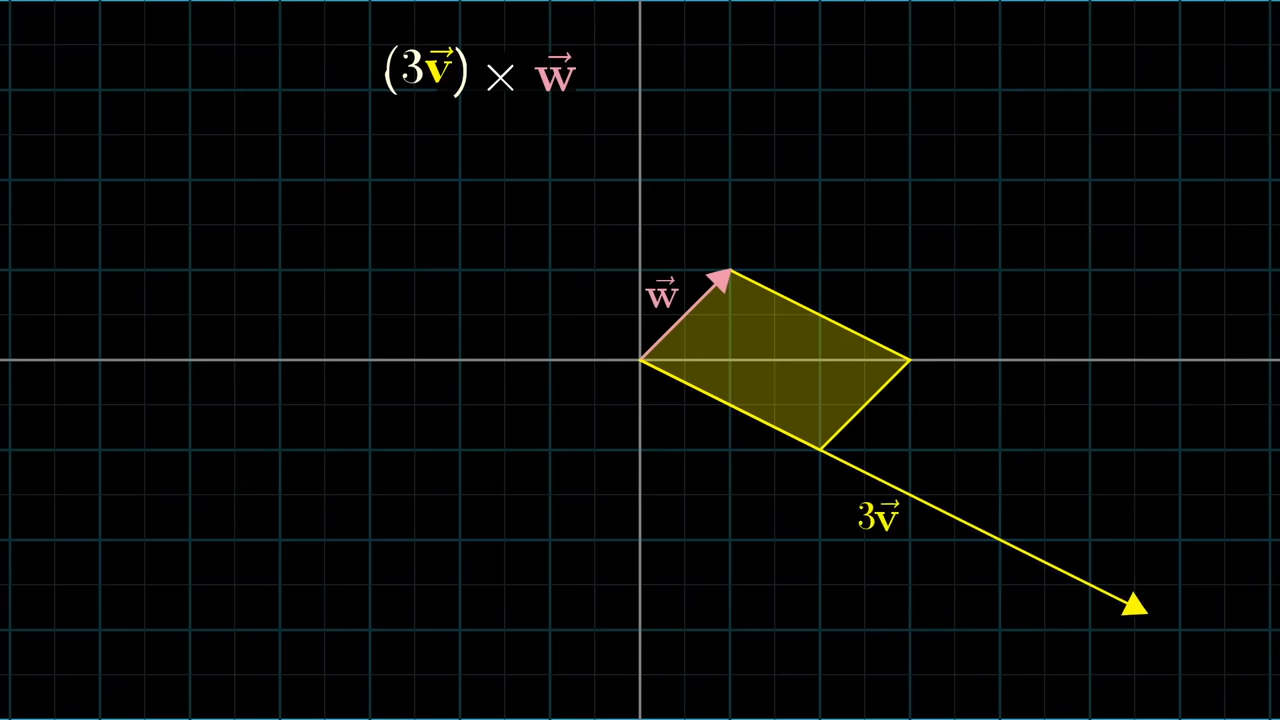 (3v⃗) × w⃗
w⃗
3v⃗